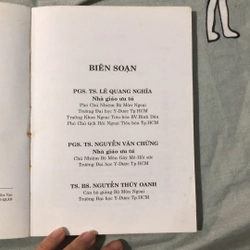 BIÊN SOẠN
PGS. TS. LÊ QUANG NGHĨA
Nhà giáo ưu tú
Phó Chủ Nhiệm Bộ Môn Ngoại
Trường Đại học Y-Dược Tp.HCM
Trưởng Khoa Ngoại Tiêu hóa BV.Bình Dân
Phó Chủ tịch Hội Ngoại Tiêu hóa Tp.HCM
PGS. TS. NGUYỄN VĂN CHỪNG
Nhà giáo ưu tú
Chủ Nhiệm Bộ Môn Gây Mê-Hồi sức
Trường Đại học Y-Dược Tp.HCM
TS. BS. NGUYỄN THÚY OANH
Cán bộ giảng Bộ Môn Ngoại
Trường Đại học Y-Dược Tp.HCM